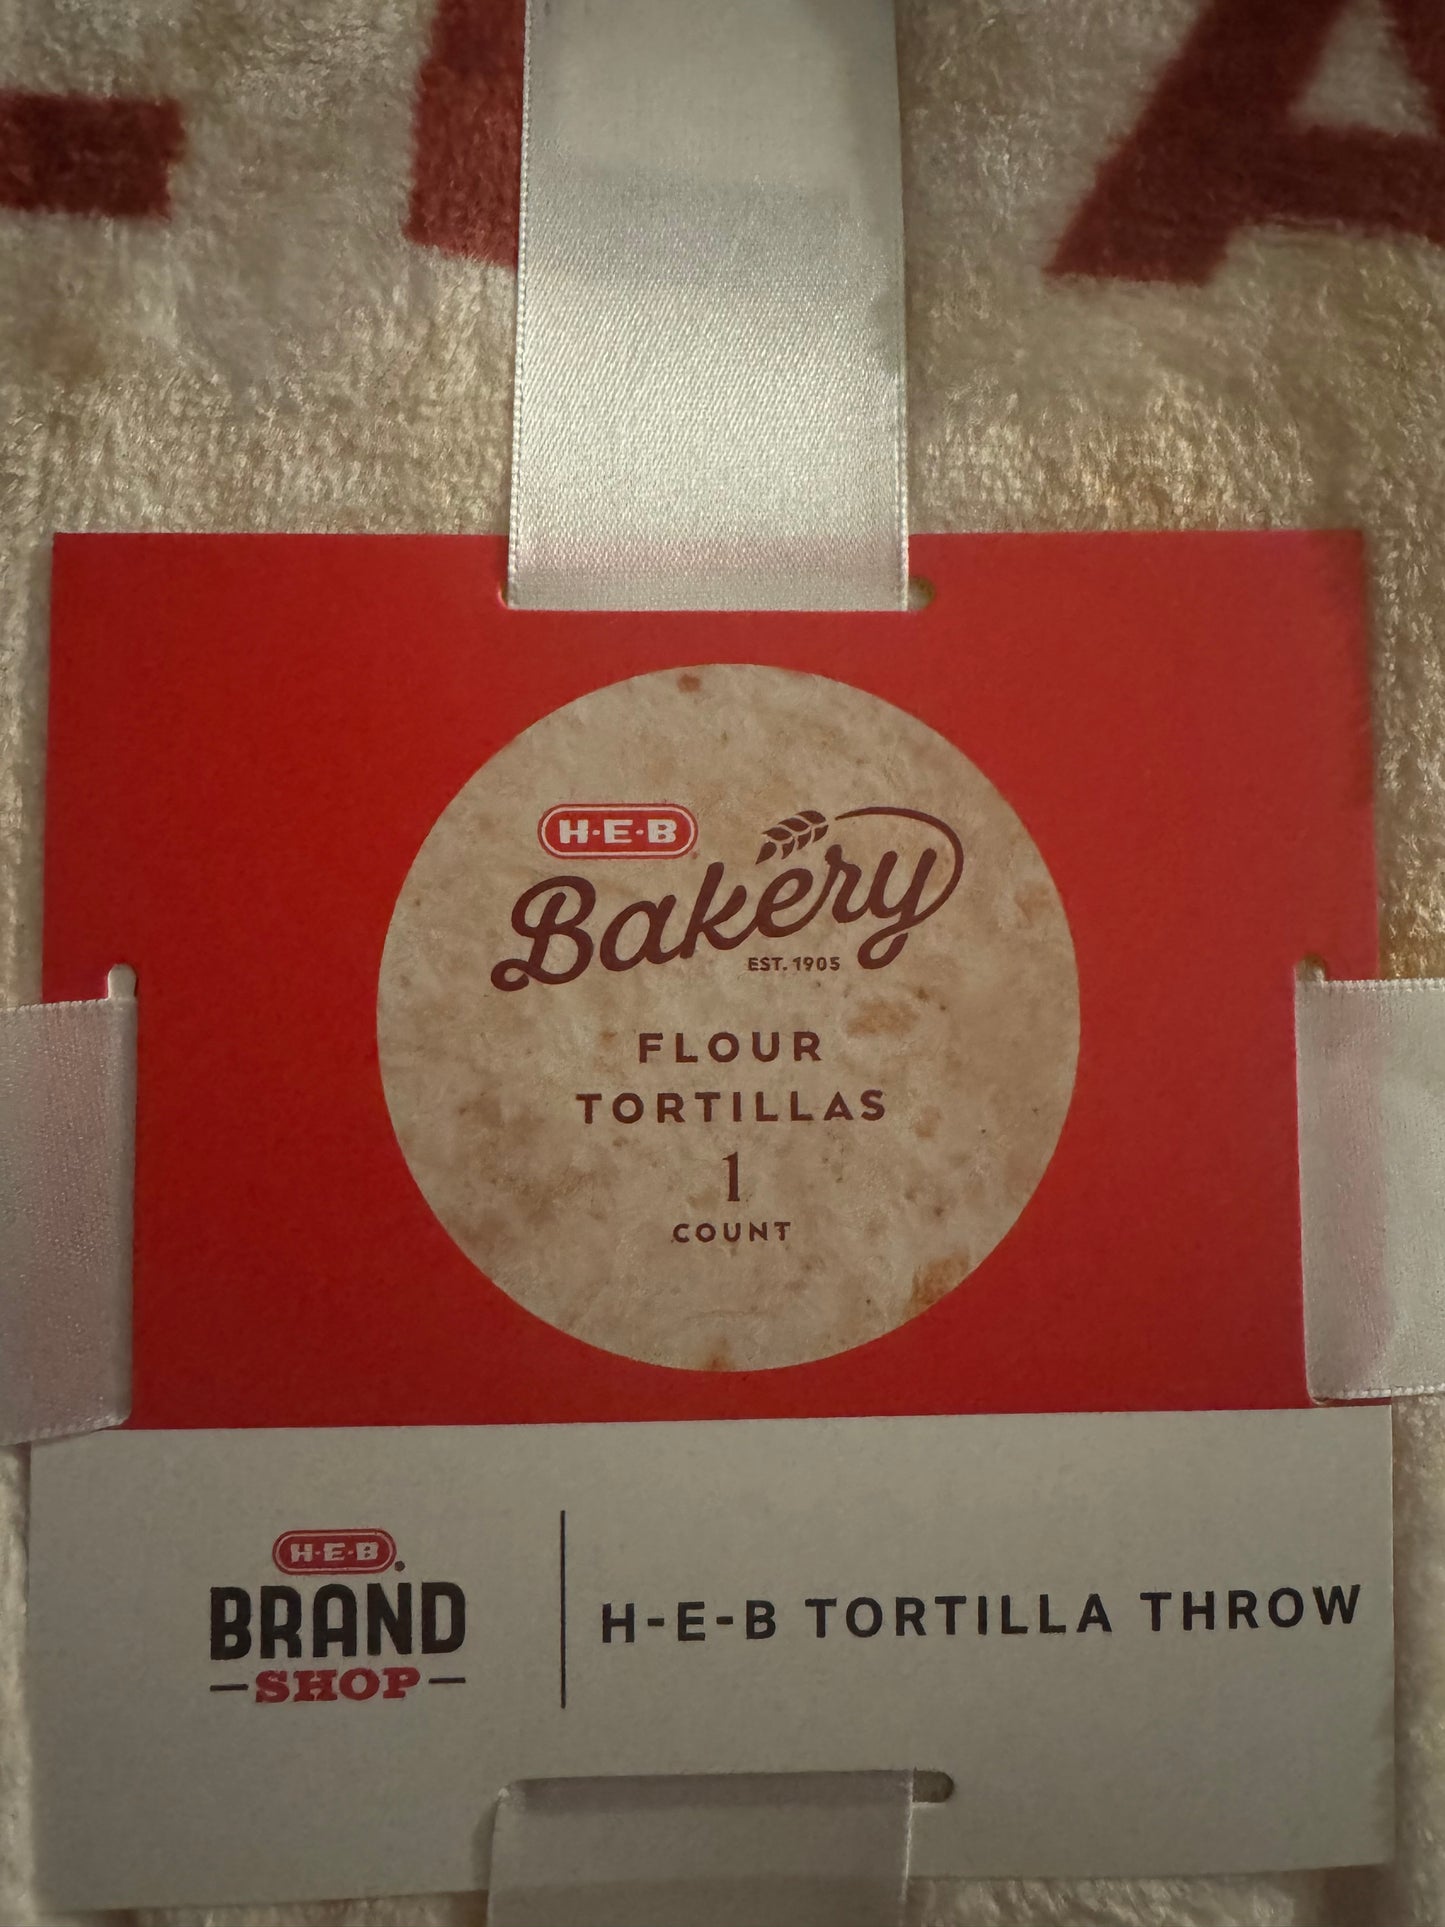 H·E·B
Bakery
EST. 1905
FLOUR
TORTILLAS
1
COUNT
H·E·B
BRAND
SHOP
H-E-B TORTILLA THROW